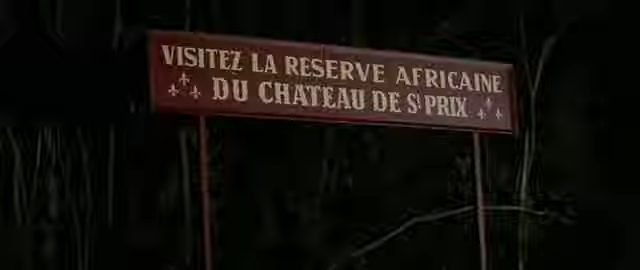 VISITEZ LA RESERVE AFRICAINE
DU CHATEAU DE St PRIX